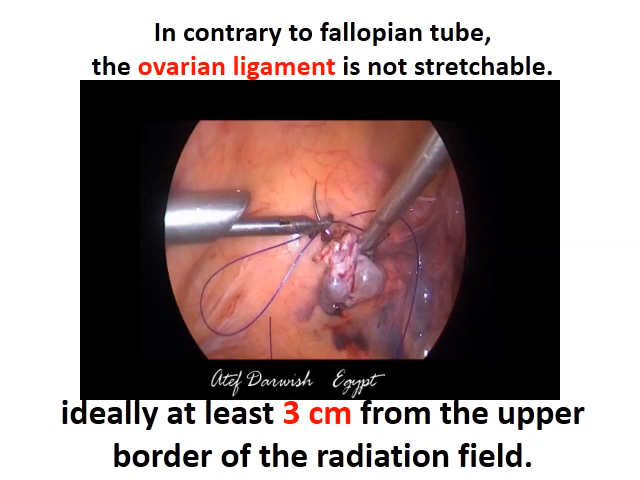 In contrary to fallopian tube,
the ovarian ligament is not stretchable.
Atef Darwish Egypt
ideally at least 3 cm from the upper
border of the radiation field.